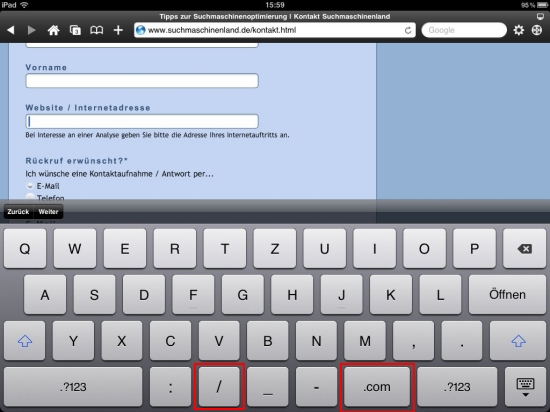 iPad 15:59 95 %
Tipps zur Suchmaschinenoptimierung | Kontakt Suchmaschinenland
3 www.suchmaschinenland.de/kontakt.html Google
Vorname
Website / Internetadresse
Bei Interesse an einer Analyse geben Sie bitte die Adresse Ihres Internetauftritts an.
Rückruf erwünscht?*
Ich wünsche eine Kontaktaufnahme / Antwort per...
E-Mail
Telefon
Zurück Weiter
Q W E R T Z U I O P
A S D F G H J K L Öffnen
Y X C V B N M , .
.?123 : / _ - .com .?123